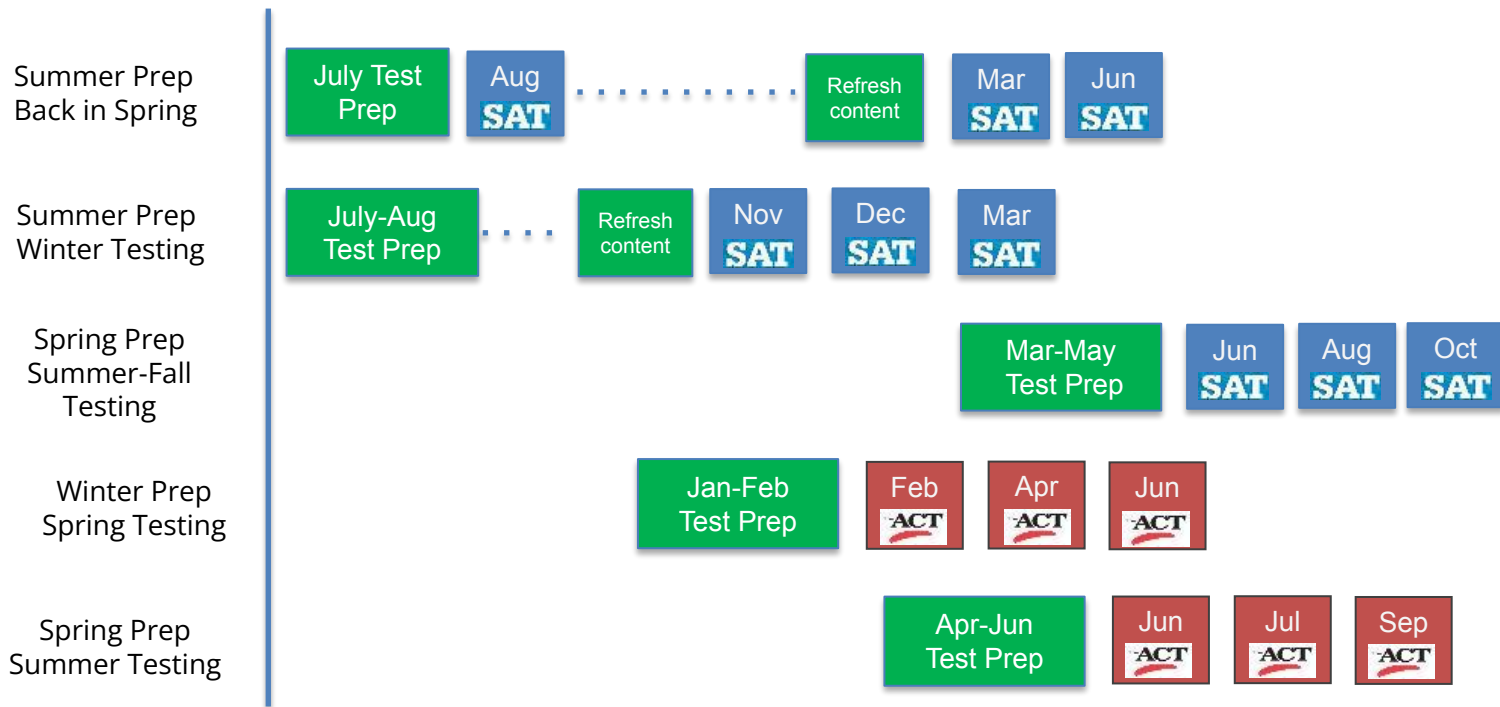 Summer Prep
Back in Spring
July Test
Prep
Aug
SAT
Refresh
content
Mar
SAT
Jun
SAT
Summer Prep
Winter Testing
July-Aug
Test Prep
Refresh
content
Nov
SAT
Dec
SAT
Mar
SAT
Spring Prep
Summer-Fall
Testing
Mar-May
Test Prep
Jun
SAT
Aug
SAT
Oct
SAT
Winter Prep
Spring Testing
Jan-Feb
Test Prep
Feb
ACT
Apr
ACT
Jun
ACT
Spring Prep
Summer Testing
Apr-Jun
Test Prep
Jun
ACT
Jul
ACT
Sep
ACT